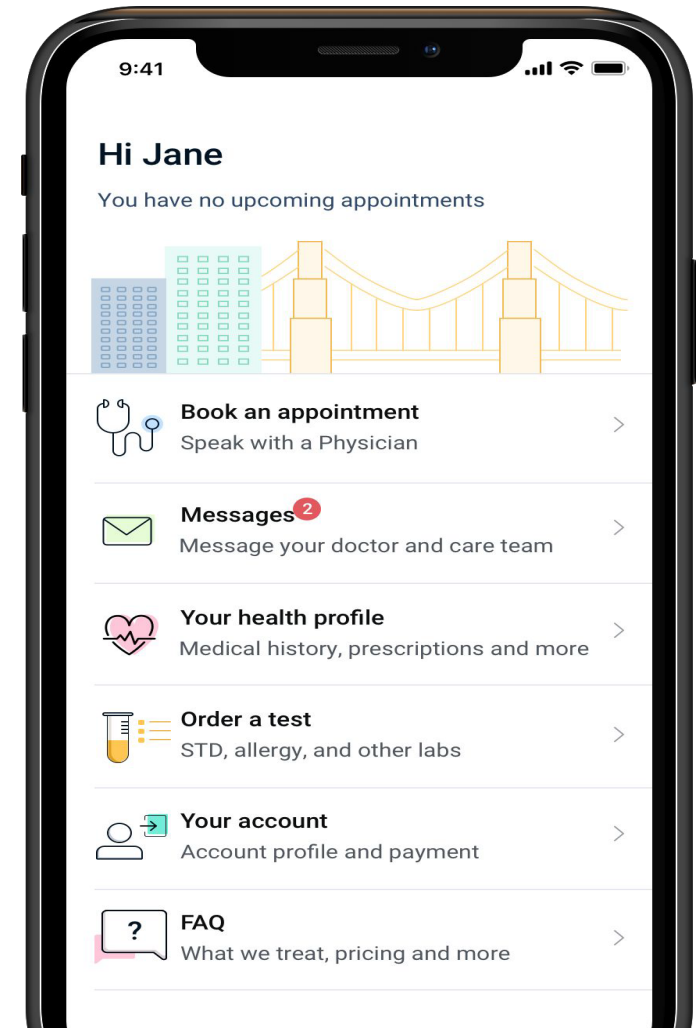 9:41
Hi Jane
You have no upcoming appointments
Book an appointment
Speak with a Physician
Messages 2
Message your doctor and care team
Your health profile
Medical history, prescriptions and more
Order a test
STD, allergy, and other labs
Your account
Account profile and payment
?
FAQ
What we treat, pricing and more